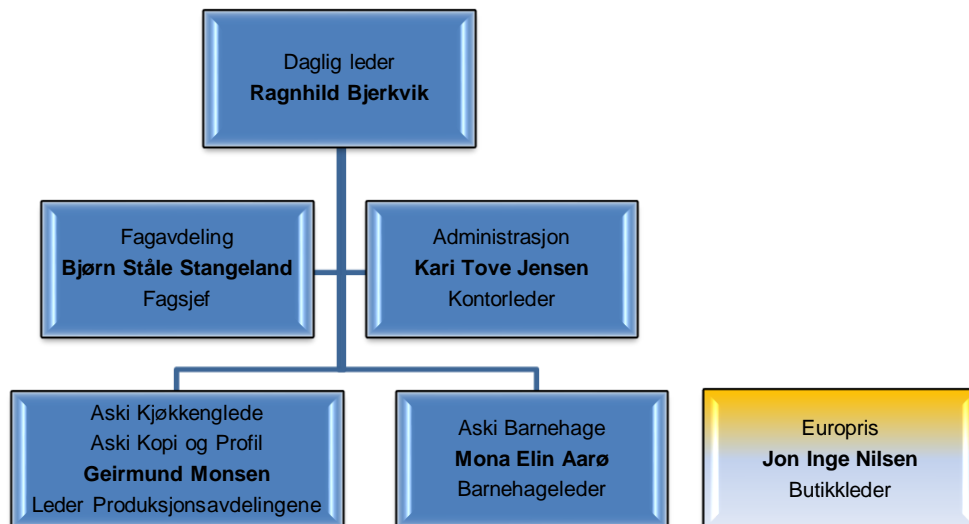 Daglig leder
Ragnhild Bjerkvik
Fagavdeling
Bjørn Ståle Stangeland
Fagsjef
Administrasjon
Kari Tove Jensen
Kontorleder
Aski Kjøkkenglede
Aski Kopi og Profil
Geirmund Monsen
Leder Produksjonsavdelingene
Aski Barnehage
Mona Elin Aarø
Barnehageleder
Europris
Jon Inge Nilsen
Butikkleder